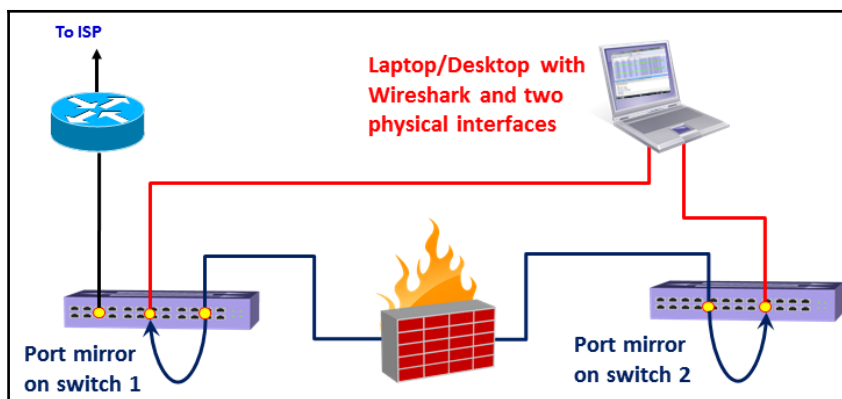 To ISP
Laptop/Desktop with
Wireshark and two
physical interfaces
Port mirror
on switch 1
Port mirror
on switch 2